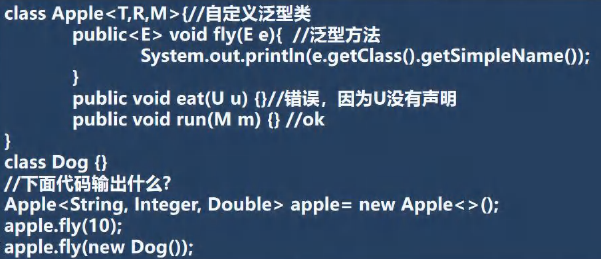 class Apple<T,R,M>{//自定义泛型类
public<E> void fly(E e){ //泛型方法
System.out.println(e.getClass().getSimpleName());
}
public void eat(U u) {}//错误，因为U没有声明
public void run(M m) {} //ok
}
class Dog {}
//下面代码输出什么?
Apple<String, Integer, Double> apple= new Apple<>();
apple.fly(10);
apple.fly(new Dog());